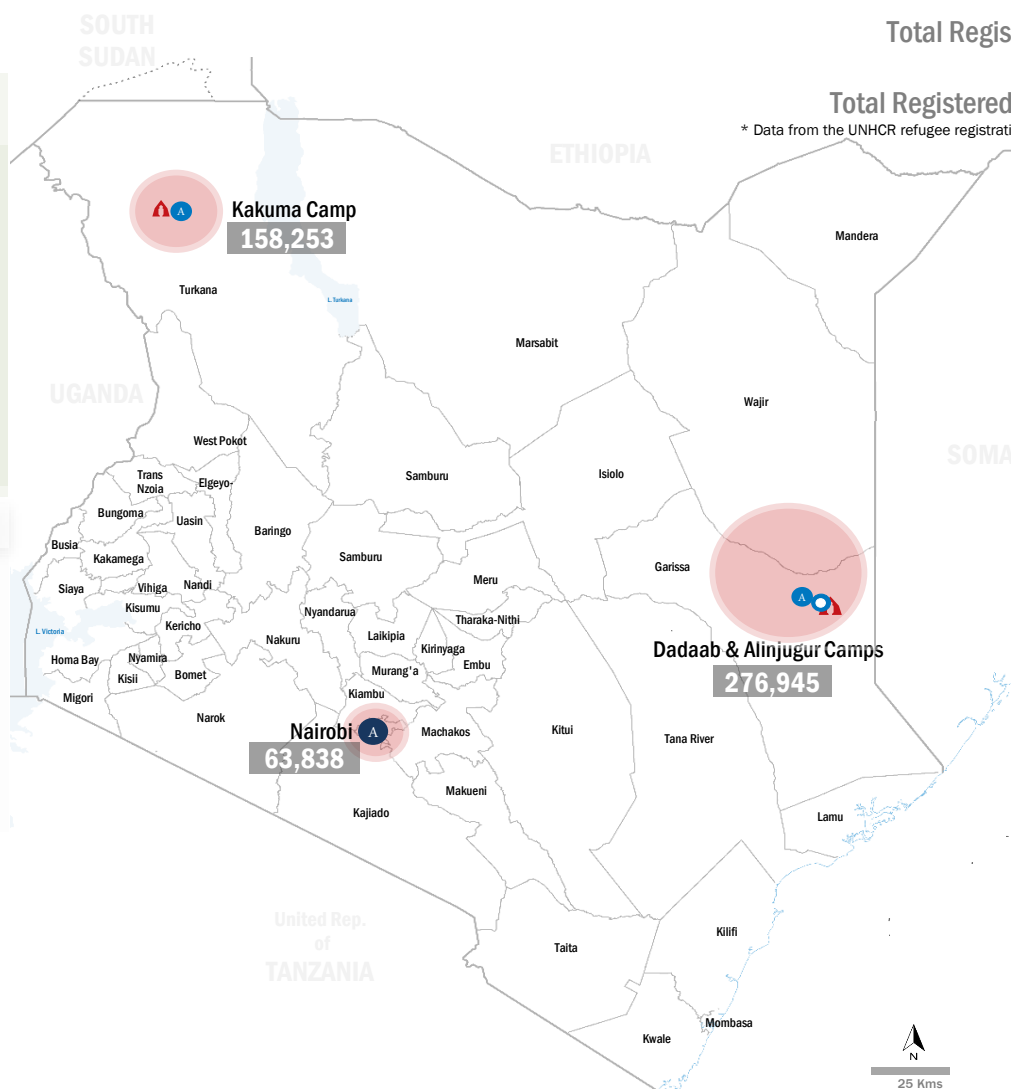 SOUTH
SUDAN
Total Regis
Total Registered
* Data from the UNHCR refugee registrati
ETHIOPIA
A
Kakuma Camp
158,253
Mandera
Turkana
L. Turkana
Marsabit
UGANDA
Wajir
West Pokot
SOMA
Trans
Nzoia
Elgeyo-
Samburu
Isiolo
Bungoma
Uasin
Baringo
Busia
Kakamega
Samburu
Garissa
Meru
Siaya
Vihiga
Nandi
A
Kisumu
Nyandarua
Tharaka-Nithi
Kericho
L. Victoria
Nakuru
Laikipia
Kirinyaga
Dadaab & Alinjugur Camps
276,945
Homa Bay
Nyamira
Embu
Kisii
Bomet
Murang'a
Migori
Kiambu
Narok
Nairobi
A
63,838
Machakos
Kitui
Tana River
Makueni
Kajiado
Lamu
United Rep.
of
TANZANIA
Kilifi
Taita
Mombasa
Kwale
N
25 Kms